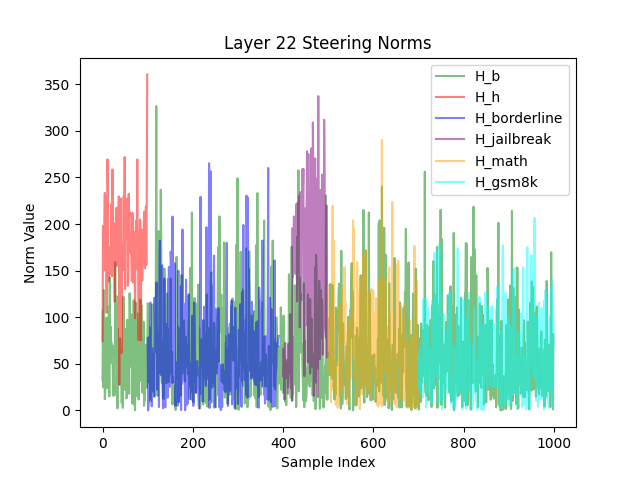 Layer 22 Steering Norms
Norm Value
350
300
250
200
150
100
50
0
H_b
H_h
H_borderline
H_jailbreak
H_math
H_gsm8k
0 200 400 600 800 1000
Sample Index